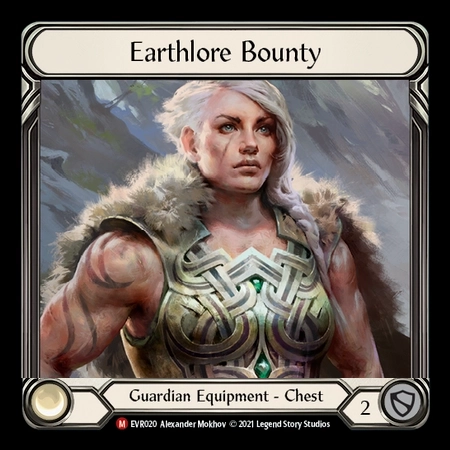 Earthlore Bounty
Guardian Equipment - Chest
2
M EVR020 Alexander Mokhov © 2021 Legend Story Studios